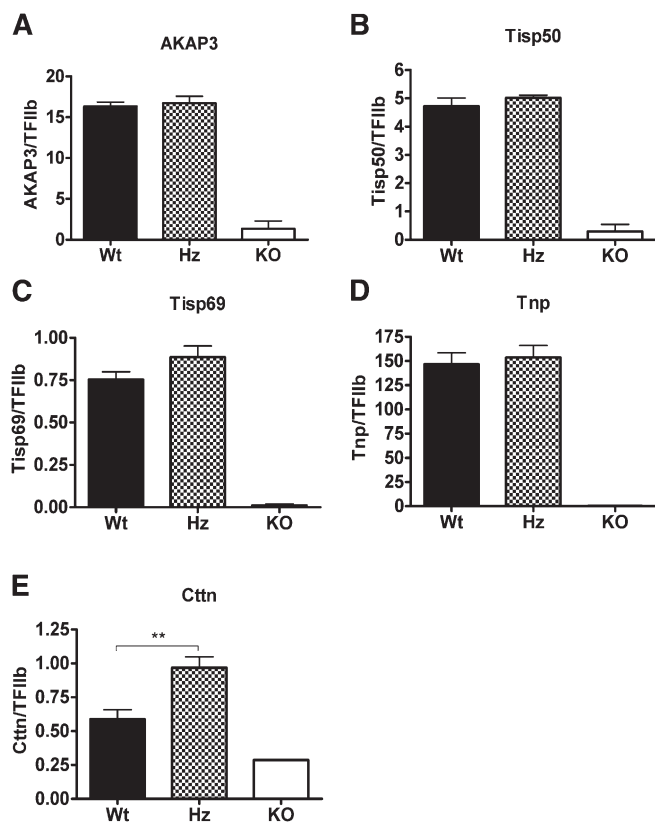 A
AKAP3
AKAP3/TFIIb
20
15
10
5
0
Wt Hz KO
B
Tisp50
Tisp50/TFIIb
6
5
4
3
2
1
0
Wt Hz KO
C
Tisp69
Tisp69/TFIIb
1.00
0.75
0.50
0.25
0.00
Wt Hz KO
D
Tnp
Tnp/TFIIb
175
150
125
100
75
50
25
0
Wt Hz KO
E
Cttn
Cttn/TFIIb
1.25
1.00
0.75
0.50
0.25
0.00
**
Wt Hz KO